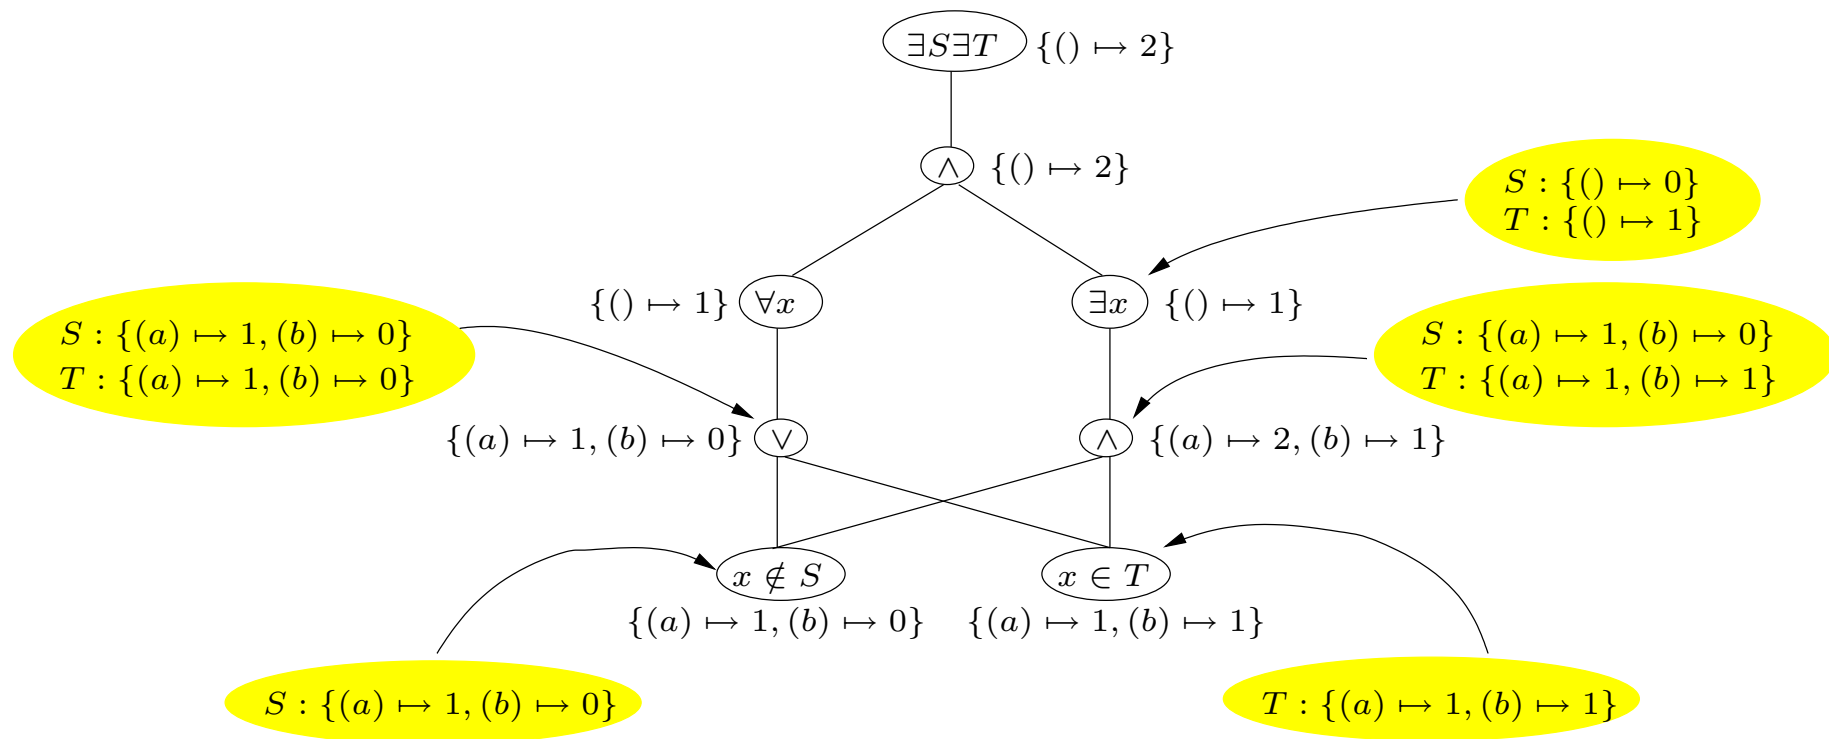 ∃S∃T {() ↦ 2}
∧ {() ↦ 2}
S : {() ↦ 0}
T : {() ↦ 1}
{() ↦ 1} ∀x
∃x {() ↦ 1}
S : {(a) ↦ 1, (b) ↦ 0}
T : {(a) ↦ 1, (b) ↦ 0}
S : {(a) ↦ 1, (b) ↦ 0}
T : {(a) ↦ 1, (b) ↦ 1}
{(a) ↦ 1, (b) ↦ 0} ∨
∧ {(a) ↦ 2, (b) ↦ 1}
x ∉ S
x ∈ T
{(a) ↦ 1, (b) ↦ 0}
{(a) ↦ 1, (b) ↦ 1}
S : {(a) ↦ 1, (b) ↦ 0}
T : {(a) ↦ 1, (b) ↦ 1}